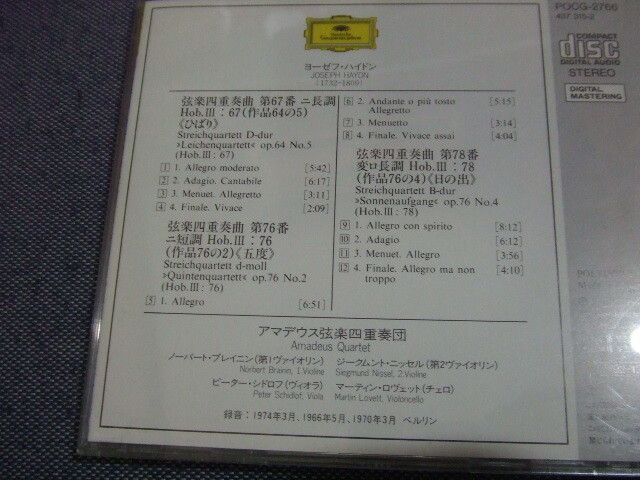 Deutsche
Grammophon
ヨーゼフ・ハイドン
JOSEPH HAYDN
(1732-1809)
弦楽四重奏曲 第67番 ニ長調
Hob.III：67(作品64の5)
《ひばり》
Streichquartett D-dur
»Leichenquartett« op.64 No.5
(Hob.III : 67)
1 1. Allegro moderato [5:42]
2 2. Adagio. Cantabile [6:17]
3 3. Menuet. Allegretto [3:11]
4 4. Finale. Vivace [2:09]
弦楽四重奏曲 第76番
ニ短調 Hob.III：76
(作品76の2)《五度》
Streichquartett d-moll
»Quintenquartett« op.76 No.2
(Hob.III : 76)
5 1. Allegro [6:51]
6 2. Andante o più tosto
Allegretto [5:15]
7 3. Menuetto [3:14]
8 4. Finale. Vivace assai [4:04]
弦楽四重奏曲 第78番
変ロ長調 Hob.III：78
(作品76の4)《日の出》
Streichquartett B-dur
»Sonnenaufgang« op.76 No.4
(Hob.III : 78)
9 1. Allegro con spirito [8:12]
10 2. Adagio [6:12]
11 3. Menuet. Allegro [3:56]
12 4. Finale. Allegro ma non
troppo [4:10]
アマデウス弦楽四重奏団
Amadeus Quartet
ノーバート・ブレイニン(第1ヴァイオリン)
Norbert Brainin, 1.Violine
ジークムント・ニッセル(第2ヴァイオリン)
Siegmund Nissel, 2.Violine
ピーター・シドロフ(ヴィオラ)
Peter Schidlof, Viola
マーティン・ロヴェット(チェロ)
Martin Lovett, Violoncello
録音：1974年3月、1966年5月、1970年3月 ベルリン
POCG-2766
COMPACT
disc
DIGITAL AUDIO
STEREO
DIGITAL
MASTERING